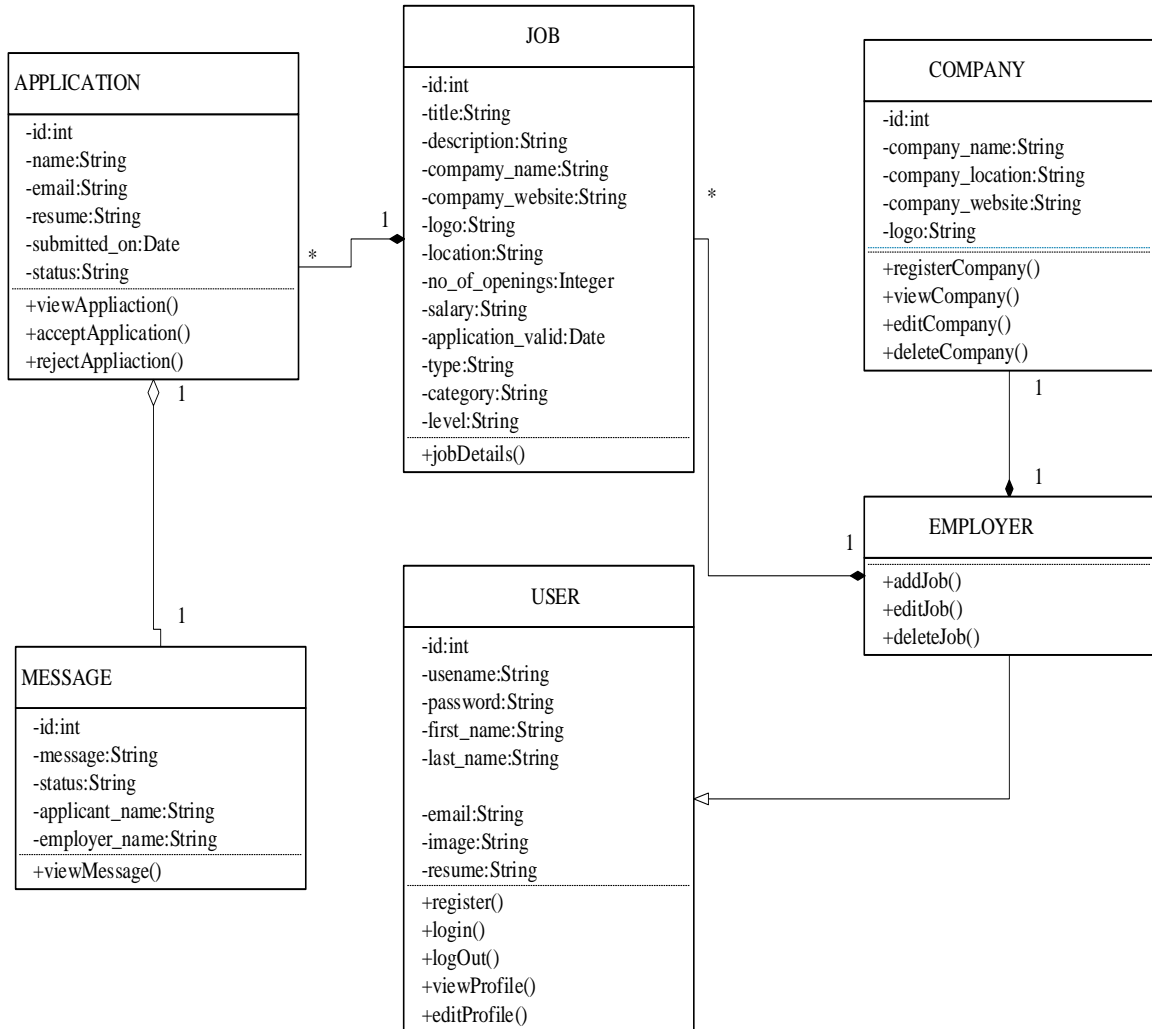 APPLICATION
-id:int
-name:String
-email:String
-resume:String
-submitted_on:Date
-status:String
+viewAppliaction()
+acceptApplication()
+rejectAppliaction()
1
*
1
JOB
-id:int
-title:String
-description:String
-compamy_name:String
-compamy_website:String
-logo:String
-location:String
-no_of_openings:Integer
-salary:String
-application_valid:Date
-type:String
-category:String
-level:String
+jobDetails()
*
1
COMPANY
-id:int
-company_name:String
-company_location:String
-company_website:String
-logo:String
+registerCompany()
+viewCompany()
+editCompany()
+deleteCompany()
1
1
EMPLOYER
+addJob()
+editJob()
+deleteJob()
1
MESSAGE
-id:int
-message:String
-status:String
-applicant_name:String
-employer_name:String
+viewMessage()
USER
-id:int
-usename:String
-password:String
-first_name:String
-last_name:String
-email:String
-image:String
-resume:String
+register()
+login()
+logOut()
+viewProfile()
+editProfile()